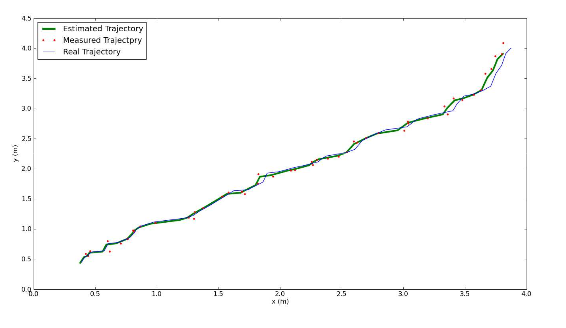 4.5
Estimated Trajectory
Measured Trajectpry
Real Trajectory
4.0
3.5
3.0
2.5
y (m)
2.0
1.5
1.0
0.5
0.0
0.0 0.5 1.0 1.5 2.0 2.5 3.0 3.5 4.0
x (m)